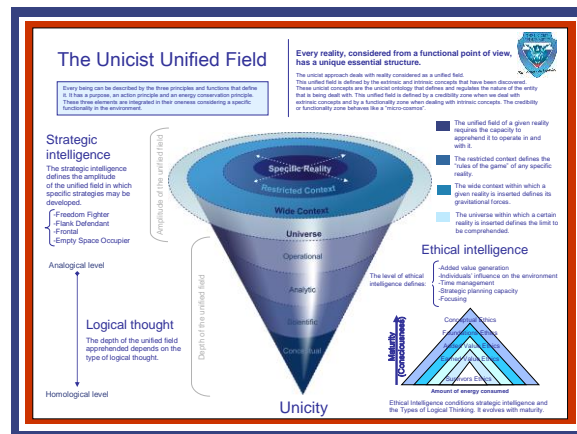 The Unicist Unified Field
Every being can be described by the three principles and functions that define
it. It has a purpose, an action principle and an energy conservation principle.
These three elements are integrated in their oneness considering a specific
functionality in the environment.
Every reality, considered from a functional point of view,
has a unique essential structure.
The unicist approach deals with reality considered as a unified field.
This unified field is defined by the extrinsic and intrinsic concepts that have been discovered.
These unicist concepts are the unicist ontology that defines and regulates the nature of the entity
that is being dealt with. This unified field is defined by a credibility zone when we deal with
extrinsic concepts and by a functionality zone when dealing with intrinsic concepts. The credibility
or functionality zone behaves like a "micro-cosmos".
Strategic
intelligence
The strategic intelligence
defines the amplitude
of the unified field in which
specific strategies may be
developed.
-Freedom Fighter
-Flank Defendant
-Frontal
-Empty Space Occupier
Analogical level
Logical thought
The depth of the unified field
apprehended depends on the
type of logical thought.
Homological level
Amplitude of the unified field
Depth of the unified field
Specific Reality
Restricted Context
Wide Context
Universe
Operational
Analytic
Scientific
Conceptual
Unicity
The unified field of a given reality
requires the capacity to
apprehend it to operate in and
with it.
The restricted context defines the
"rules of the game" of any specific
reality.
The wide context within which a
given reality is inserted defines its
gravitational forces.
The universe within which a certain
reality is inserted defines the limit to
be comprehended.
Ethical intelligence
The level of ethical
intelligence defines:
-Added value generation
-Individuals' influence on the environment
-Time management
-Strategic planning capacity
-Focusing
Maturity
(Consciousness)
Conceptual Ethics
Foundations Ethics
Added Value Ethics
Earned Value Ethics
Survivors Ethics
Amount of energy consumed
Ethical Intelligence conditions strategic intelligence and
the Types of Logical Thinking. It evolves with maturity.